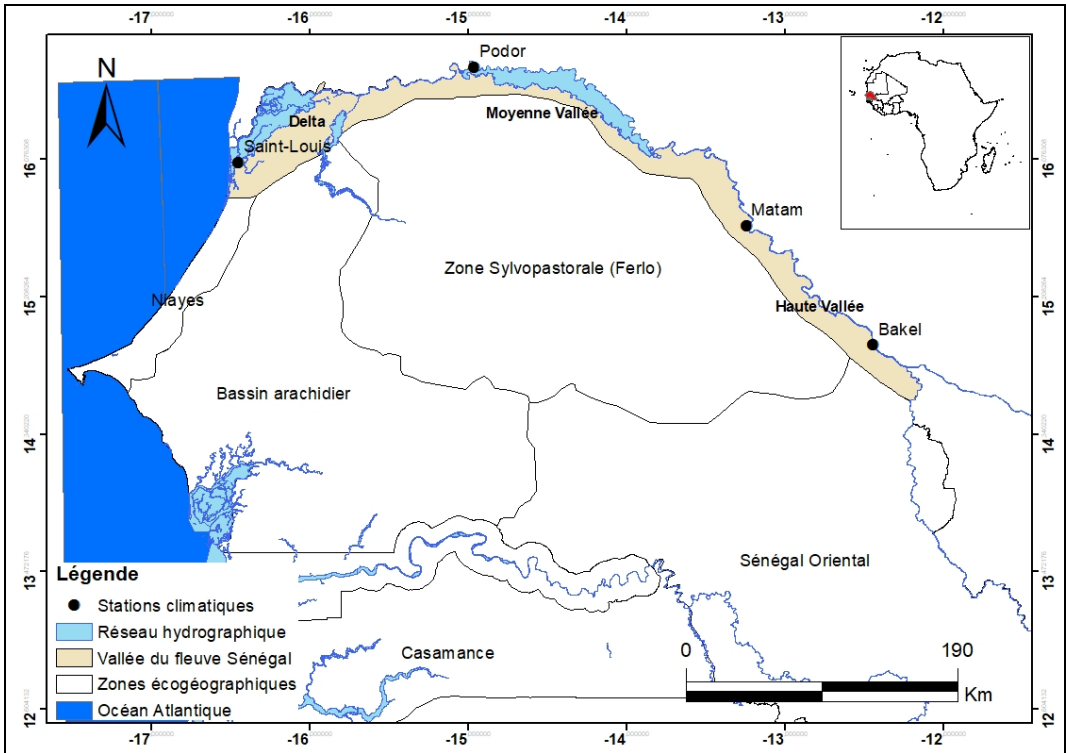 -17 -16 -15 -14 -13 -12
N
Podor
Moyenne Vallée
Delta
Saint-Louis
16
16
Matam
Zone Sylvopastorale (Ferlo)
15
15
Niayes
Haute Vallée
Bakel
Bassin arachidier
14
14
Sénégal Oriental
13
13
Légende
Stations climatiques
Réseau hydrographique
Vallée du fleuve Sénégal
Zones écogéographiques
Océan Atlantique
Casamance
0 190
Km
12
12
-17 -16 -15 -14 -13 -12